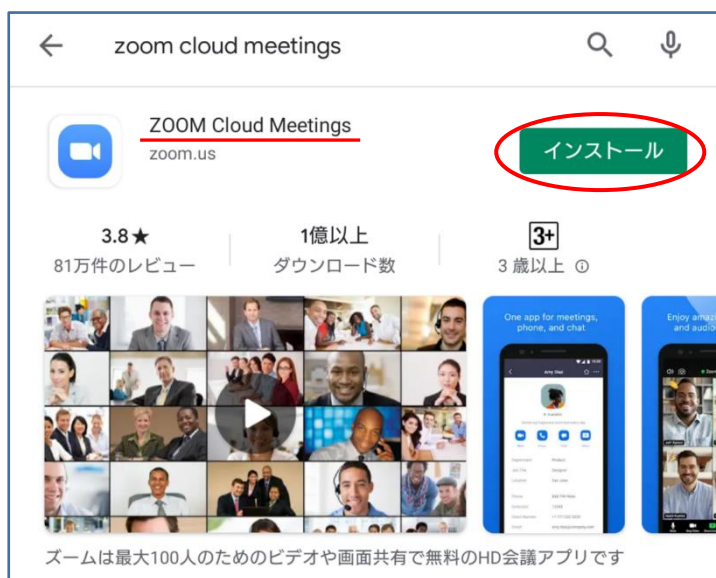 zoom cloud meetings
ZOOM Cloud Meetings
zoom.us
インストール
3.8★
81万件のレビュー
1億以上
ダウンロード数
3+
3 歳以上
One app for meetings,
phone, and chat
ズームは最大100人のためのビデオや画面共有で無料のHD会議アプリです